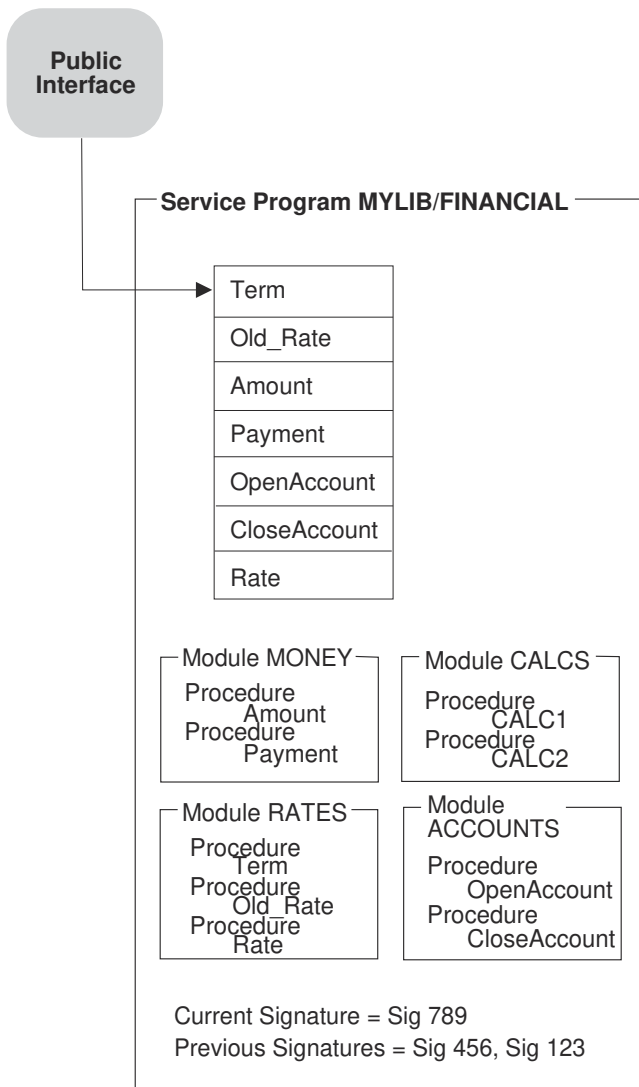 Public
Interface
Service Program MYLIB/FINANCIAL
Term
Old_Rate
Amount
Payment
OpenAccount
CloseAccount
Rate
Module MONEY
Procedure
Amount
Procedure
Payment
Module CALCS
Procedure
CALC1
Procedure
CALC2
Module RATES
Procedure
Term
Procedure
Old_Rate
Procedure
Rate
Module
ACCOUNTS
Procedure
OpenAccount
Procedure
CloseAccount
Current Signature = Sig 789
Previous Signatures = Sig 456, Sig 123